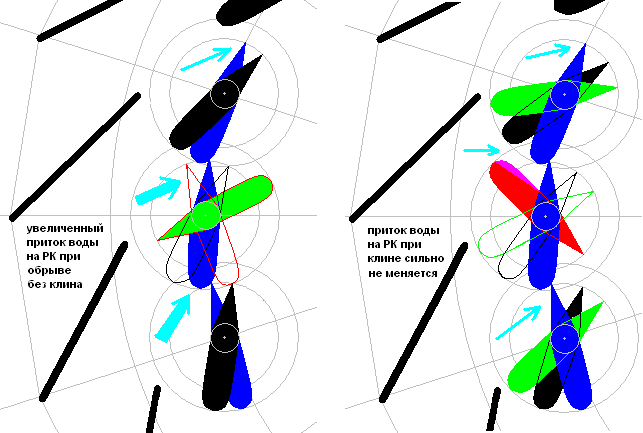 увеличенный
приток воды
на РК при
обрыве
без клина
приток воды
на РК при
клине сильно
не меняется